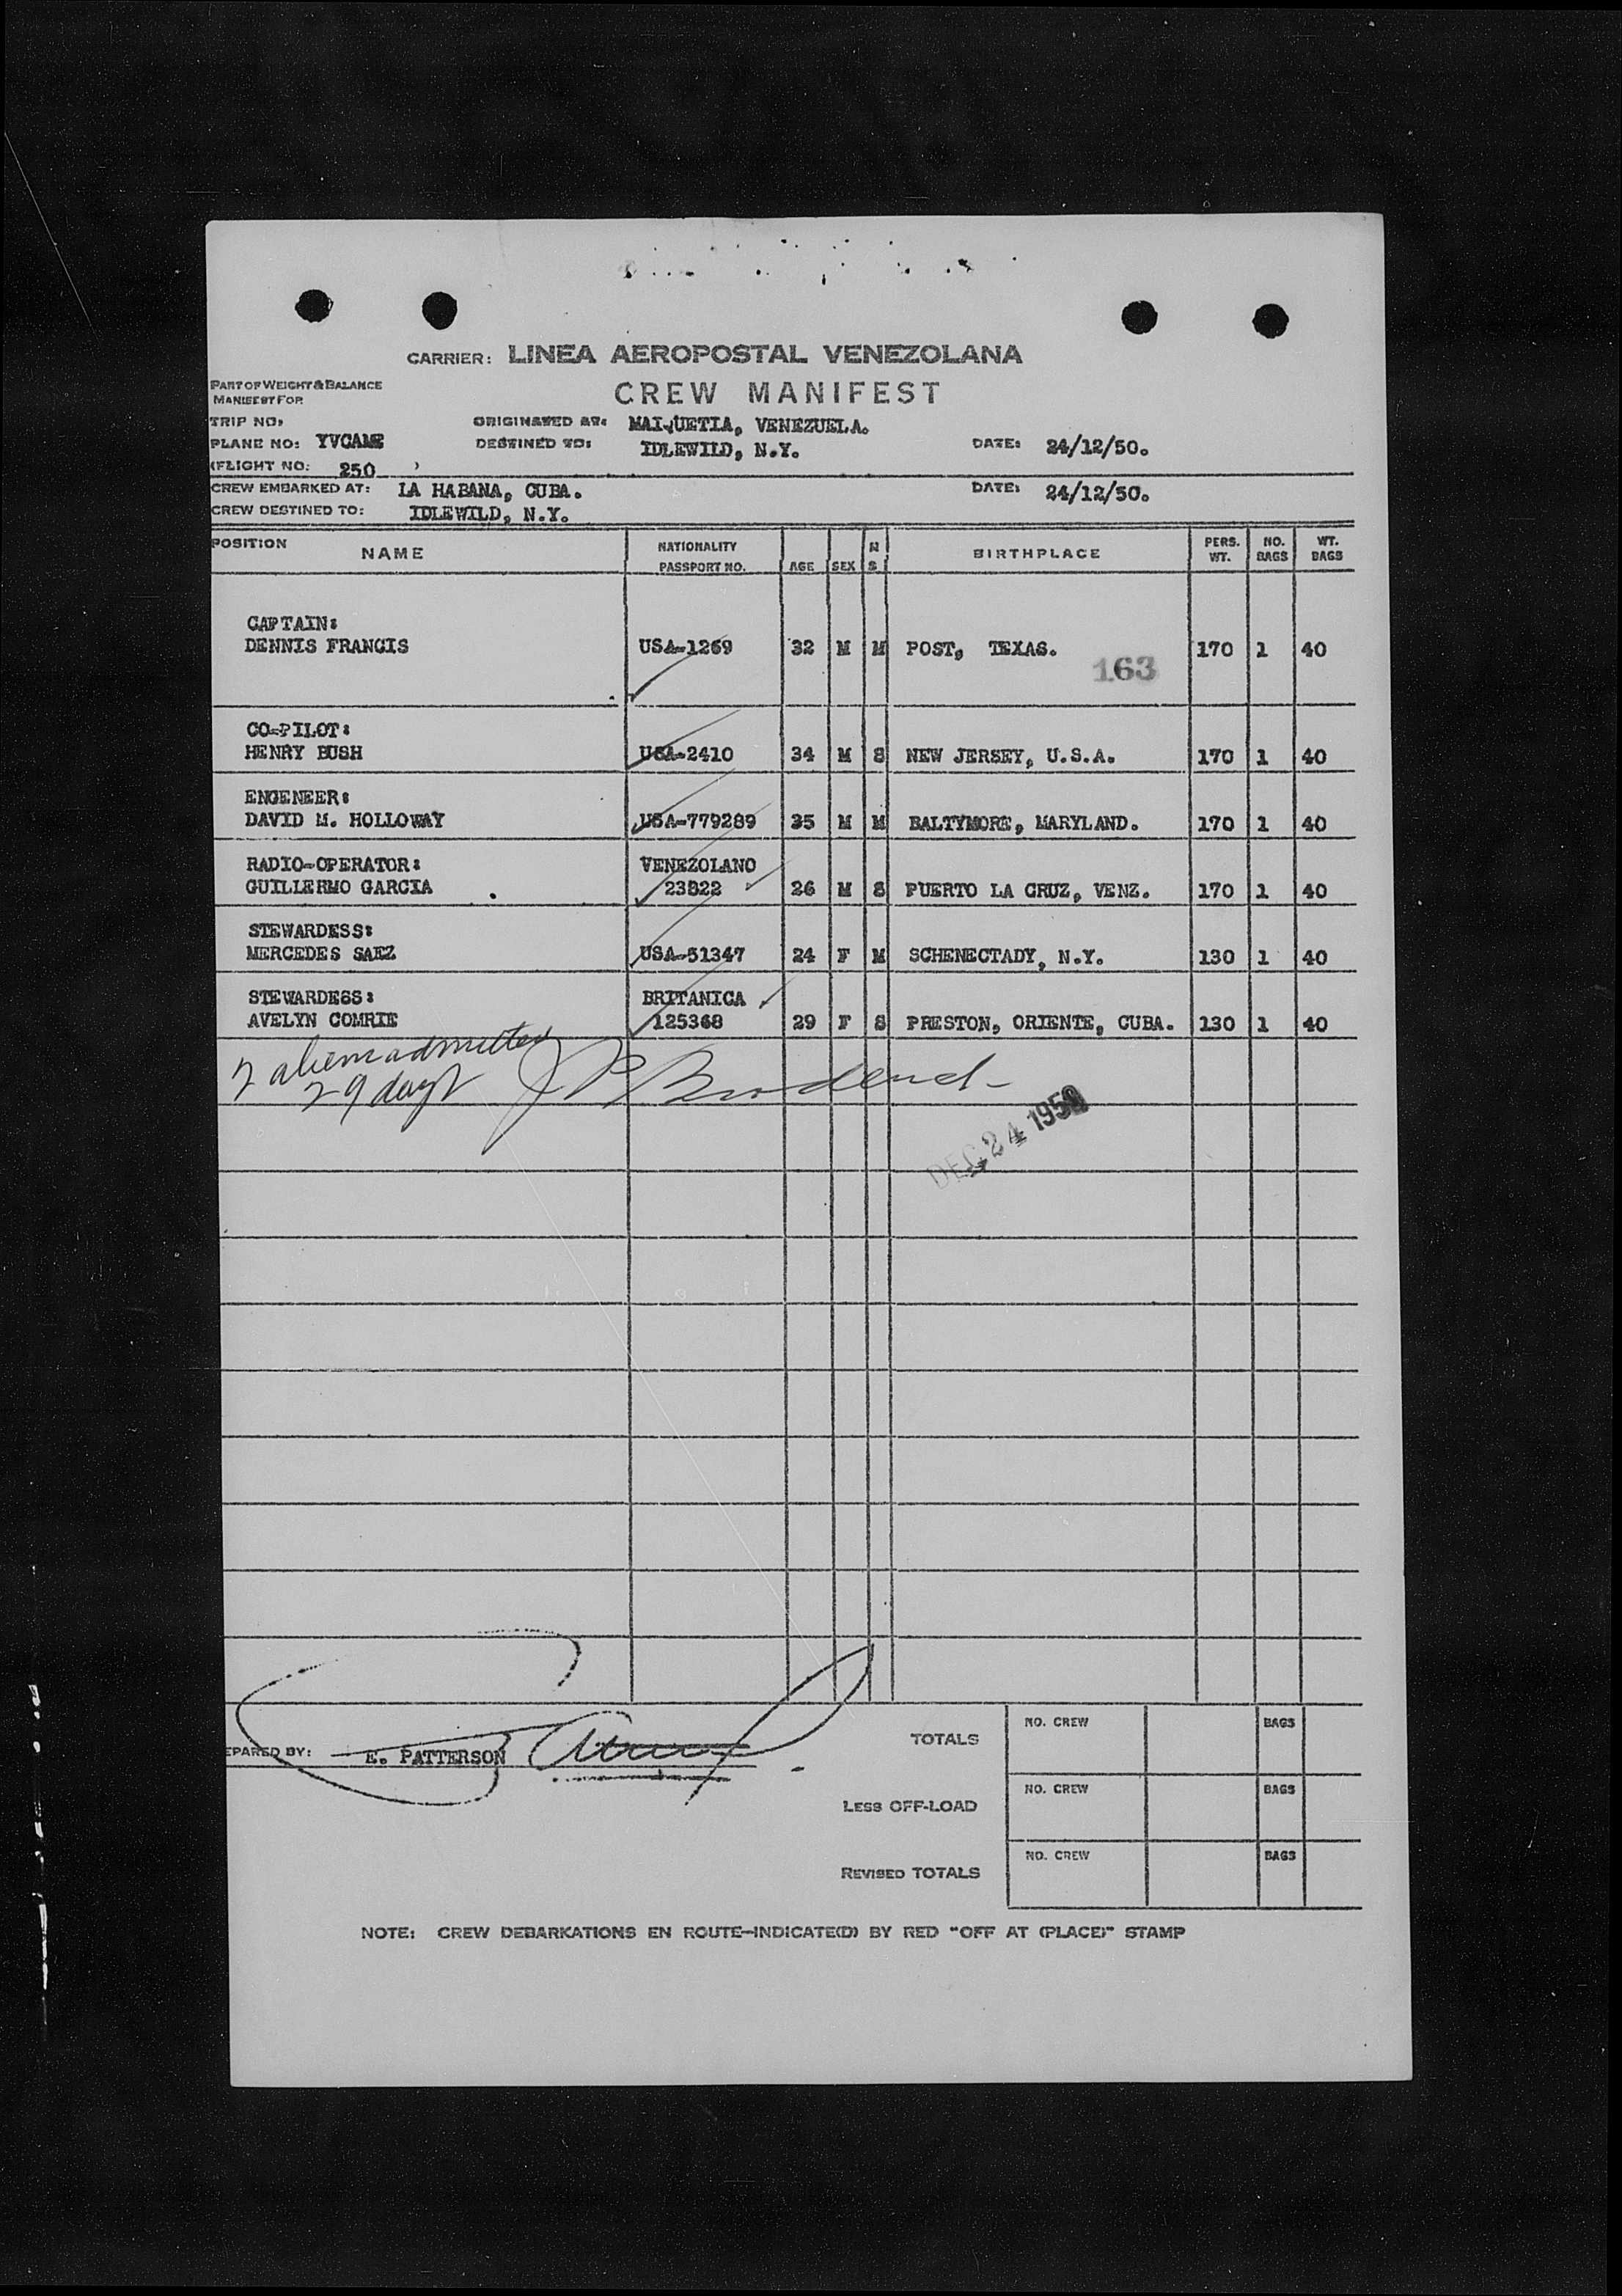 CARRIER: LINEA AEROPOSTAL VENEZOLANA
PART OF WEIGHT & BALANCE
MANIFEST FOR
CREW MANIFEST
TRIP NO: ORIGINATED AT: MAIQUETIA, VENEZUELA.
PLANE NO: YVCAME DESTINED TO: IDLEWILD, N.Y. DATE: 24/12/50.
(FLIGHT NO: 250
CREW EMBARKED AT: LA HABANA, CUBA. DATE: 24/12/50.
CREW DESTINED TO: IDLEWILD, N.Y.
POSITION NAME NATIONALITY PASSPORT NO. AGE SEX M S BIRTHPLACE PERS. WT. NO. BAGS WT. BAGS
CAPTAIN:
DENNIS FRANCIS USA-1269 32 M M POST, TEXAS. 170 1 40
163
CO-PILOT:
HENRY BUSH USA-2410 34 M S NEW JERSEY, U.S.A. 170 1 40
ENGENEER:
DAVID M. HOLLOWAY USA-779289 35 M M BALTYMORE, MARYLAND. 170 1 40
RADIO-OPERATOR: VENEZOLANO
GUILLERMO GARCIA 23822 26 M S PUERTO LA CRUZ, VENZ. 170 1 40
STEWARDESS:
MERCEDES SAEZ USA-51347 24 F M SCHENECTADY, N.Y. 130 1 40
STEWARDESS: BRITANICA
AVELYN COMRIE 125368 29 F S PRESTON, ORIENTE, CUBA. 130 1 40
2 aliens admitted
29 days J P
DEC 24 1950
EPARED BY: E. PATTERSON
TOTALS NO. CREW BAGS
LESS OFF-LOAD NO. CREW BAGS
REVISED TOTALS NO. CREW BAGS
NOTE: CREW DEBARKATIONS EN ROUTE-INDICATE(D) BY RED "OFF AT (PLACE)" STAMP